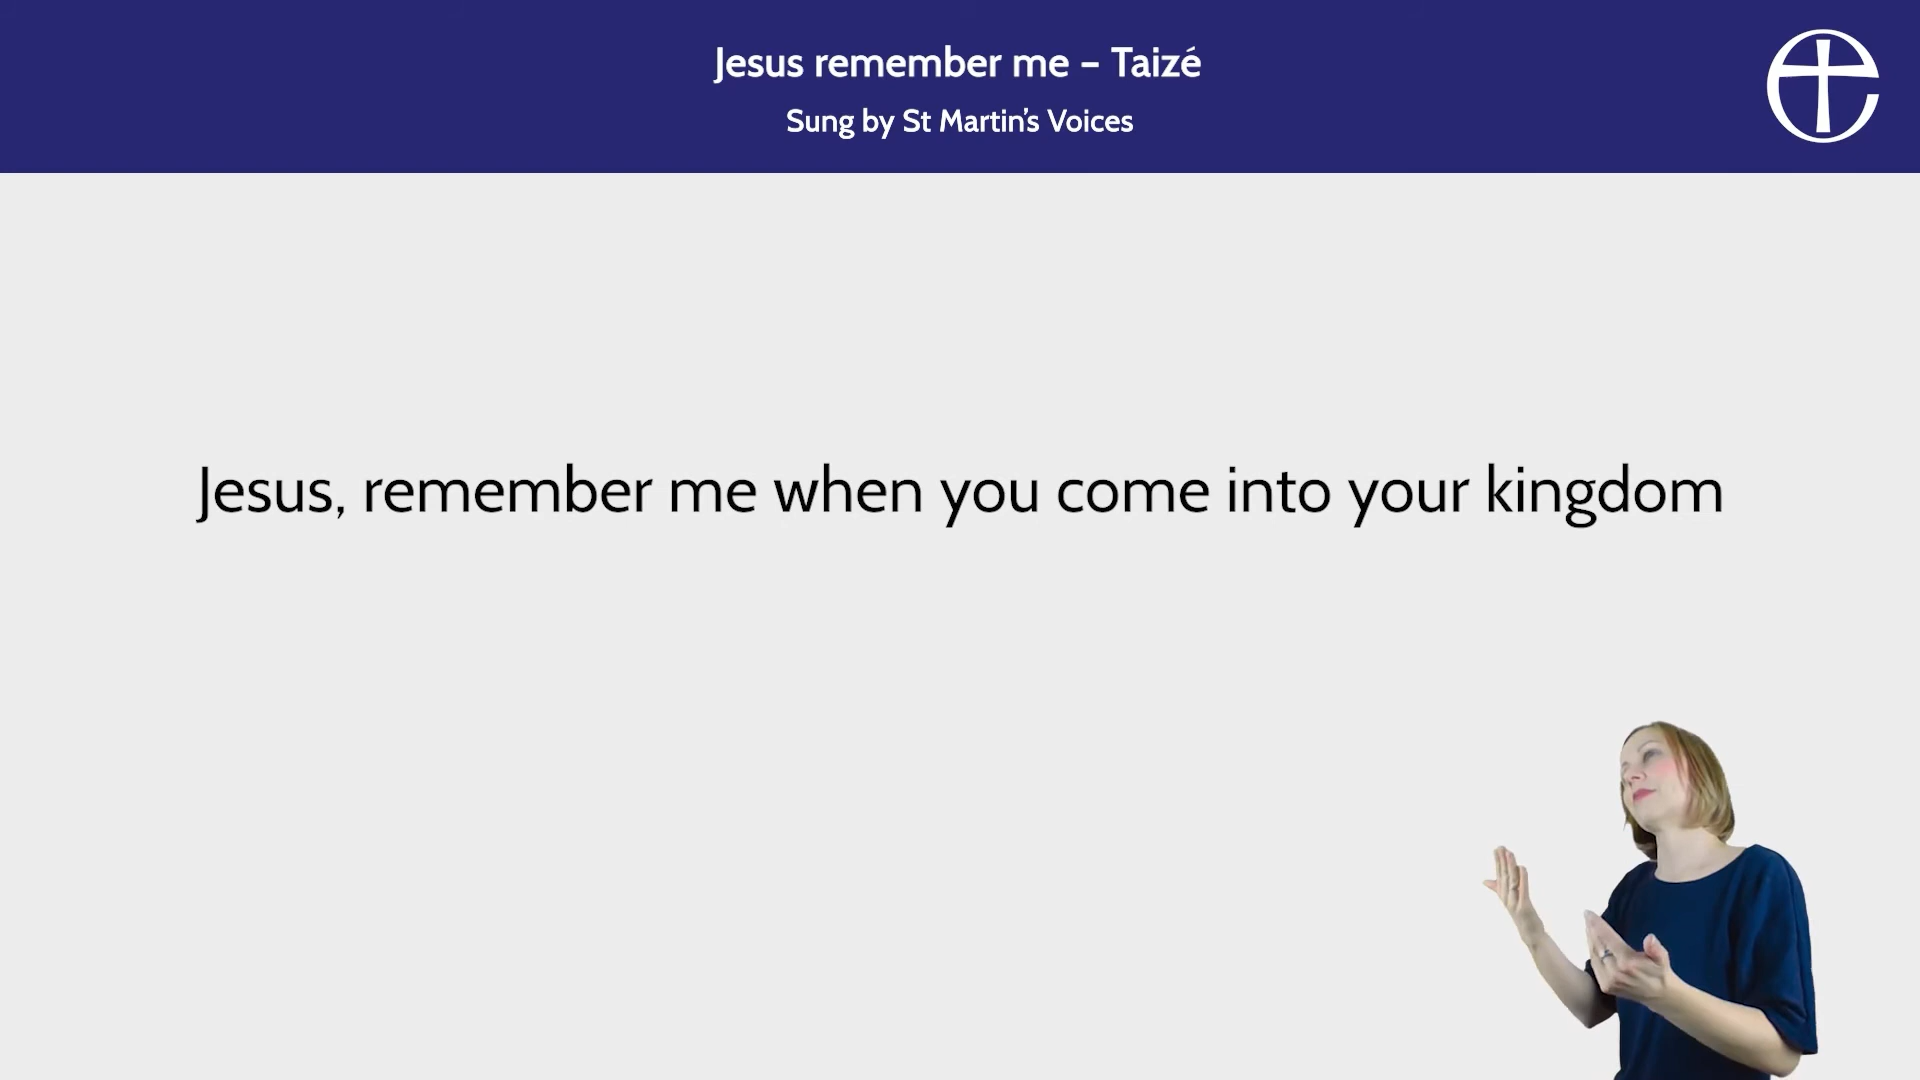 Jesus remember me – Taizé
Sung by St Martin's Voices
Jesus, remember me when you come into your kingdom